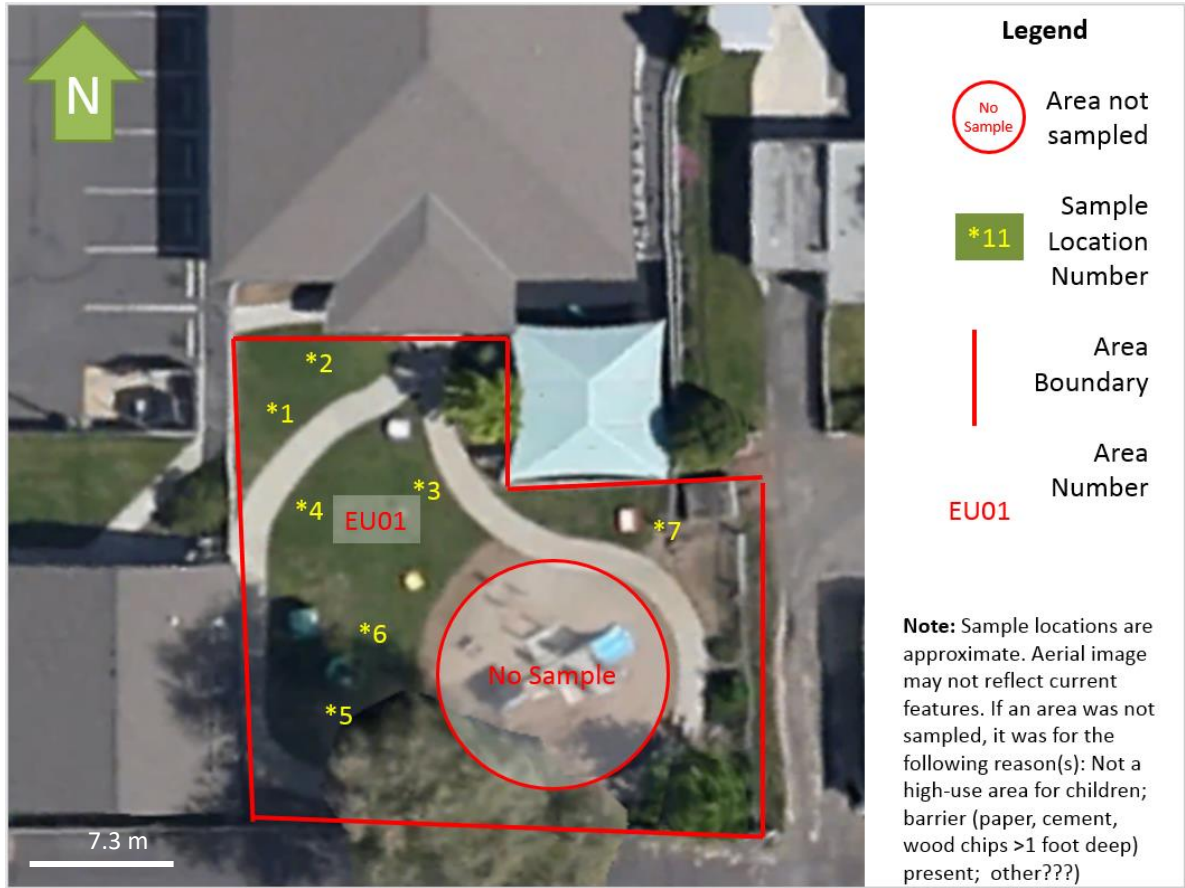 N
*2
*1
*3
*4
EU01
*7
*6
No Sample
*5
7.3 m
Legend
No
Sample
Area not
sampled
*11
Sample
Location
Number
Area
Boundary
Area
Number
EU01
Note: Sample locations are
approximate. Aerial image
may not reflect current
features. If an area was not
sampled, it was for the
following reason(s): Not a
high-use area for children;
barrier (paper, cement,
wood chips >1 foot deep)
present;  other???)